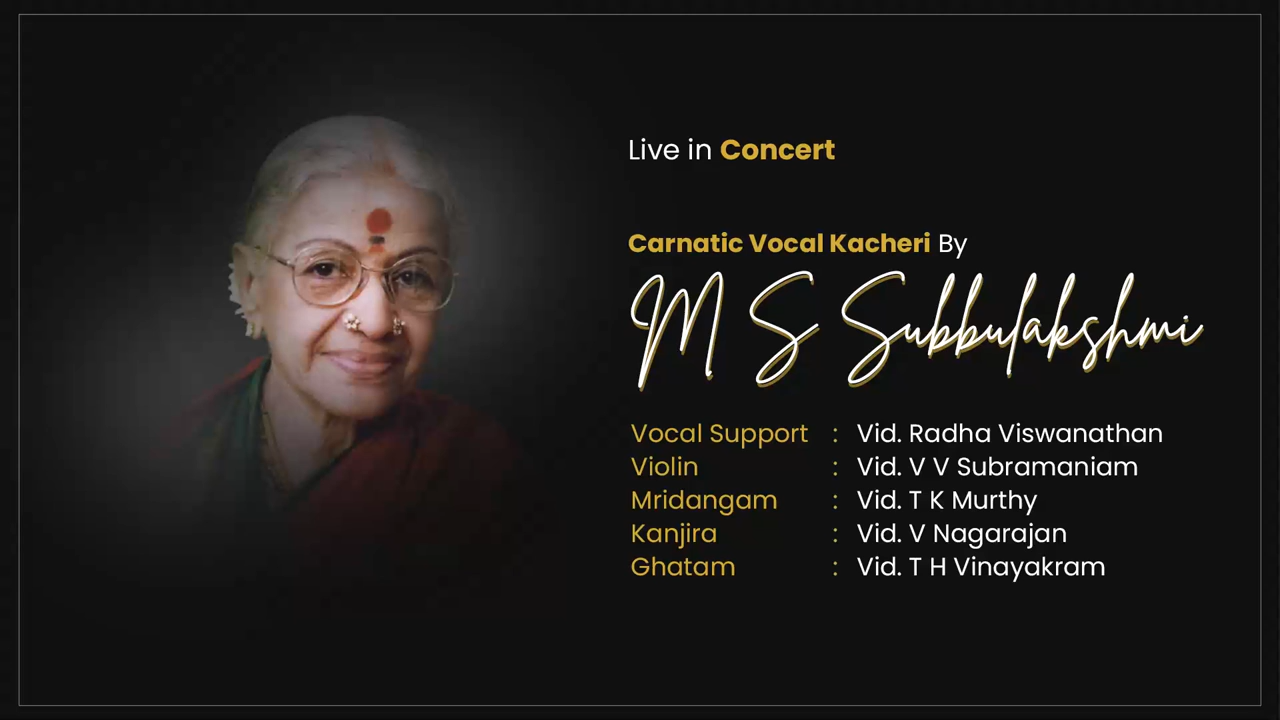 Live in Concert
Carnatic Vocal Kacheri By
M S Subbulakshmi
Vocal Support : Vid. Radha Viswanathan
Violin : Vid. V V Subramaniam
Mridangam : Vid. T K Murthy
Kanjira : Vid. V Nagarajan
Ghatam : Vid. T H Vinayakram